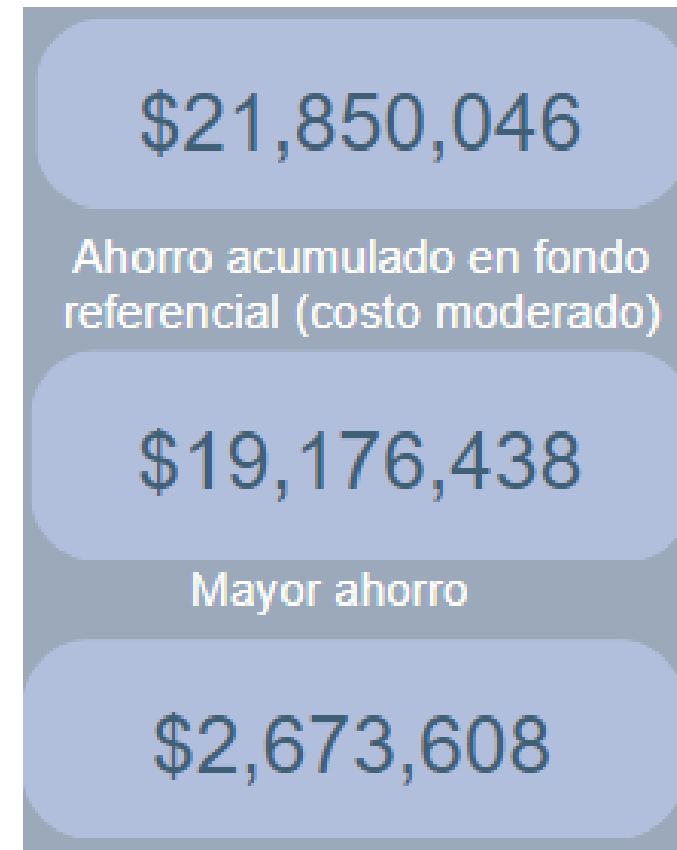 $21,850,046
Ahorro acumulado en fondo
referencial (costo moderado)
$19,176,438
Mayor ahorro
$2,673,608